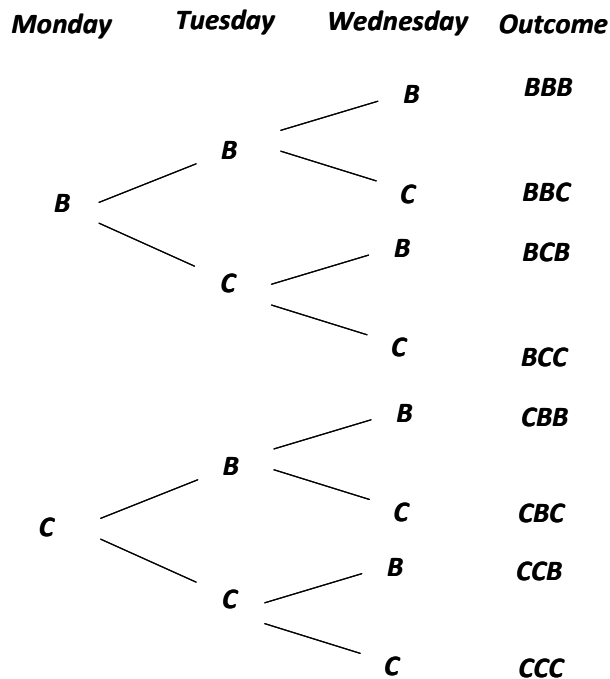 Monday Tuesday Wednesday Outcome
B BBB
B
B
C BBC
B BCB
C
C BCC
B CBB
B
C CBC
C
B CCB
C
C CCC